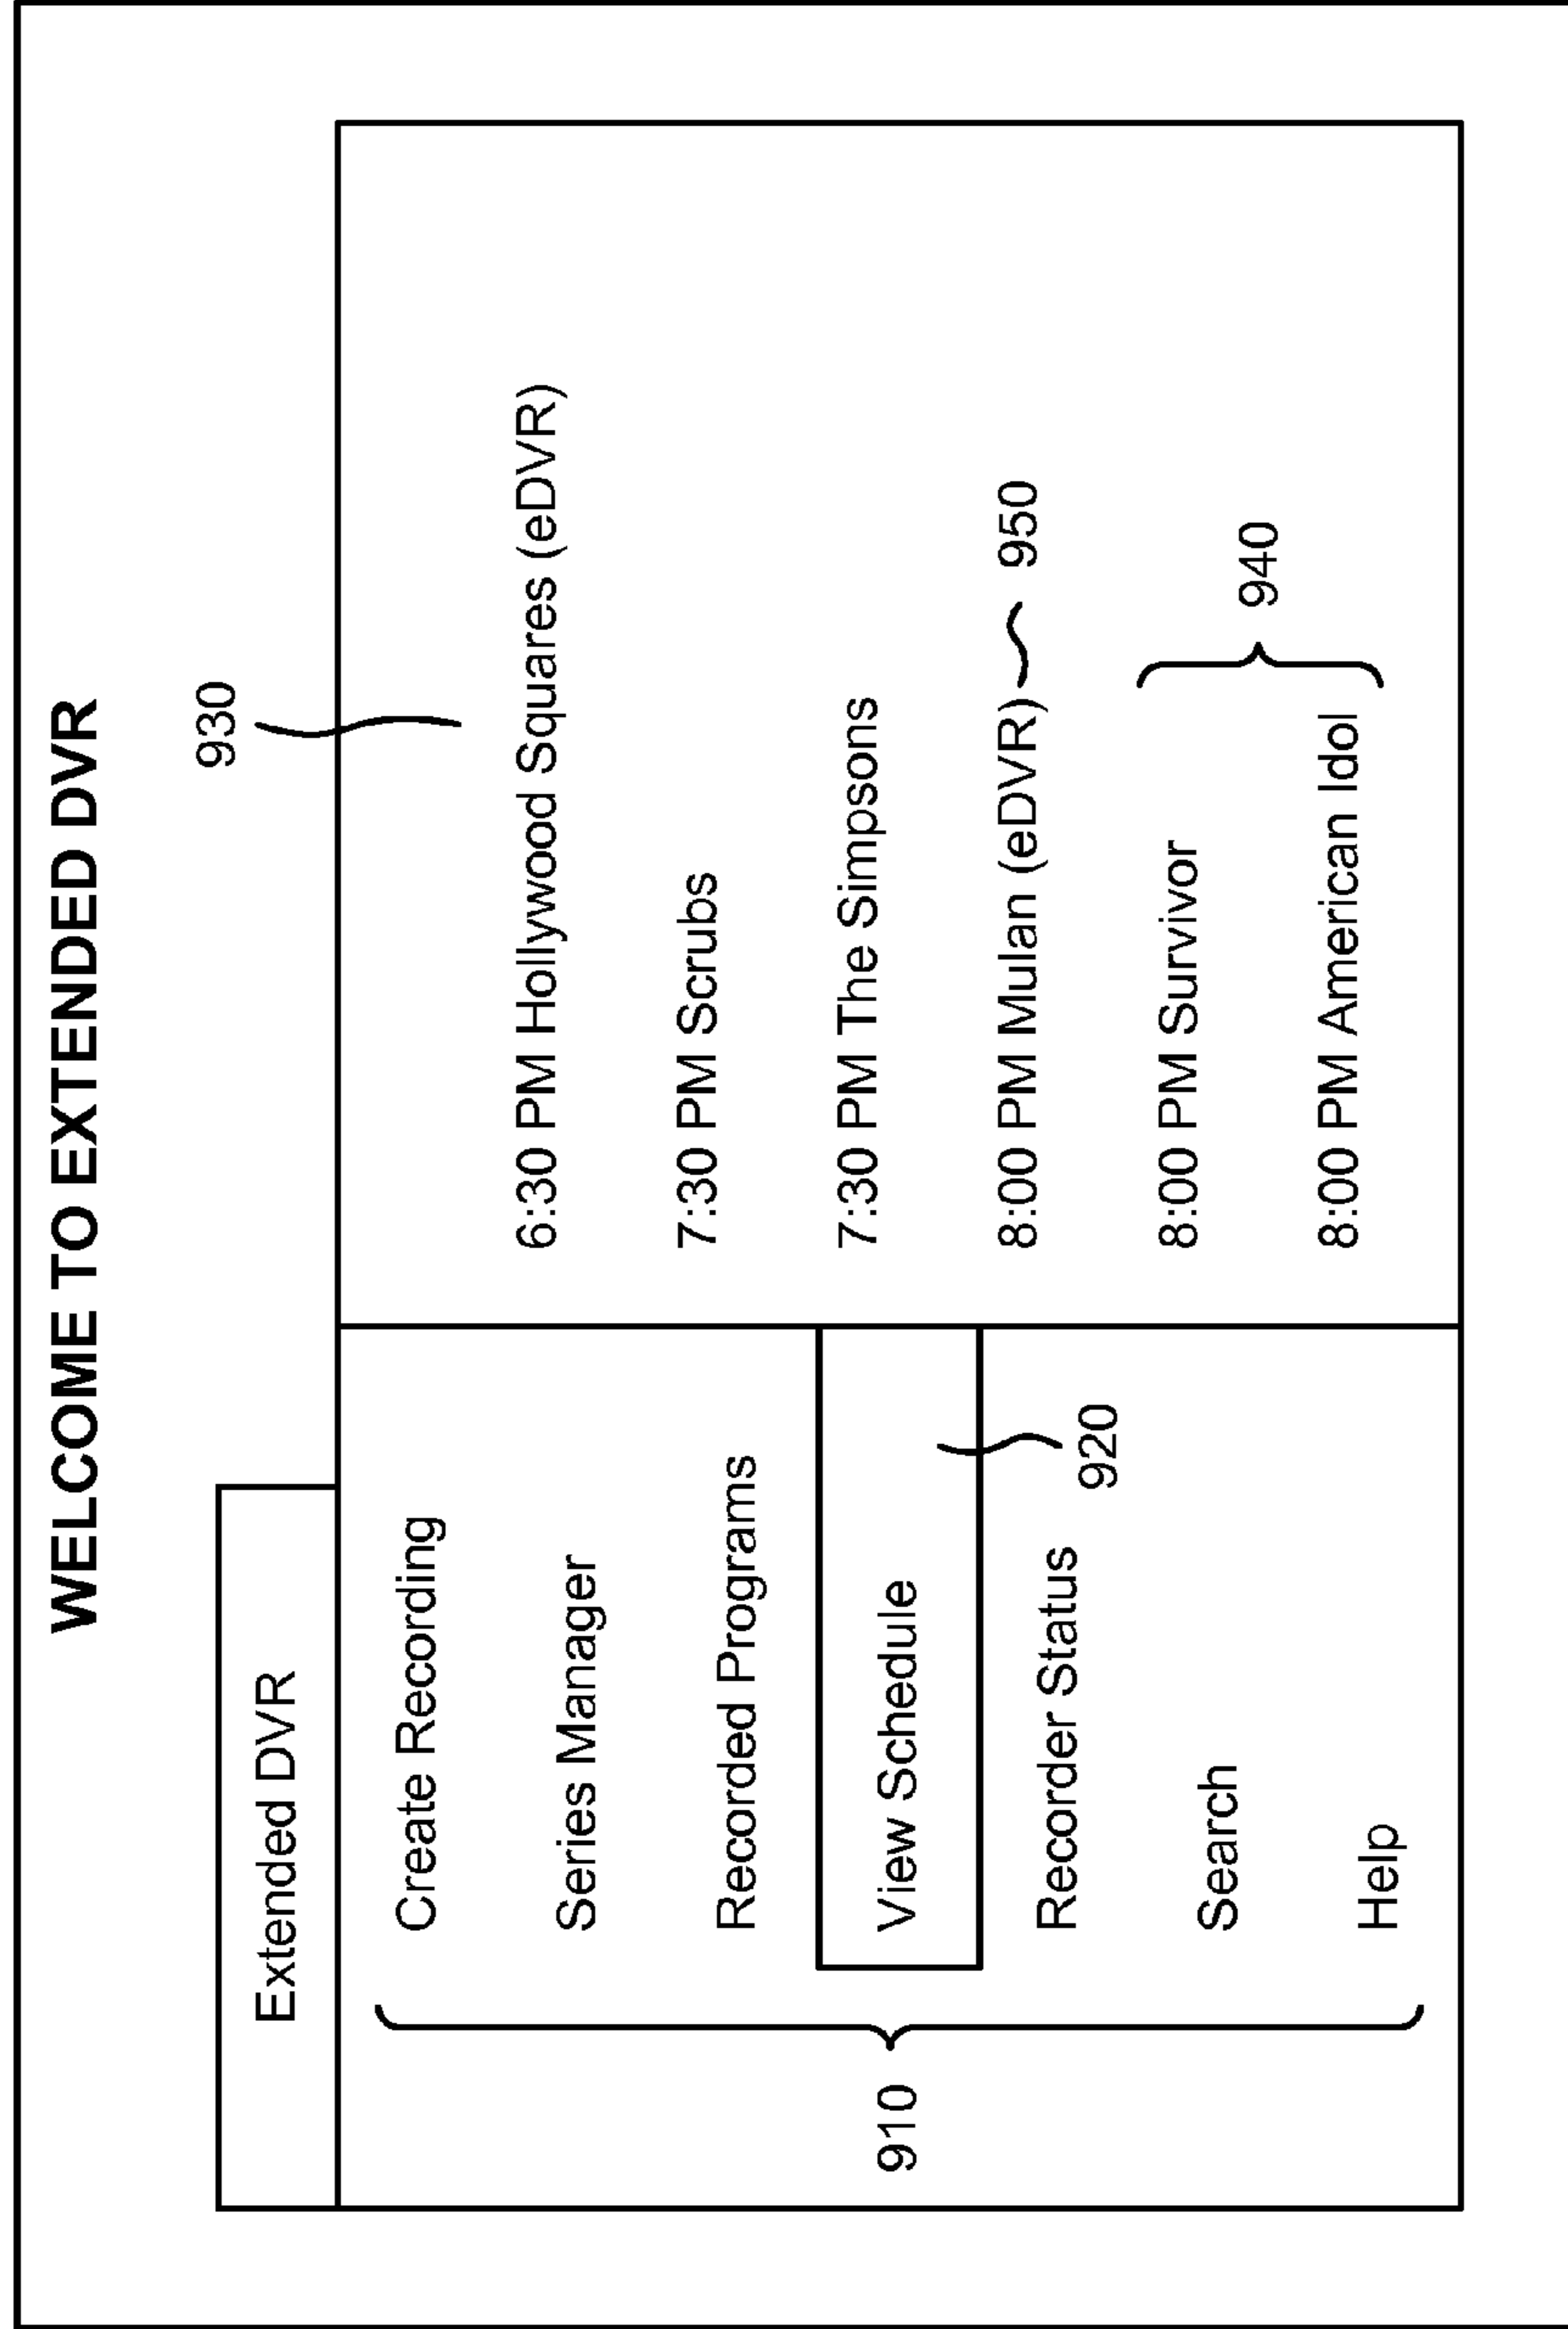 WELCOME TO EXTENDED DVR
930
Extended DVR
910
Create Recording
Series Manager
Recorded Programs
View Schedule
920
Recorder Status
Search
Help
6:30 PM Hollywood Squares (eDVR)
7:30 PM Scrubs
7:30 PM The Simpsons
8:00 PM Mulan (eDVR)
950
8:00 PM Survivor
940
8:00 PM American Idol